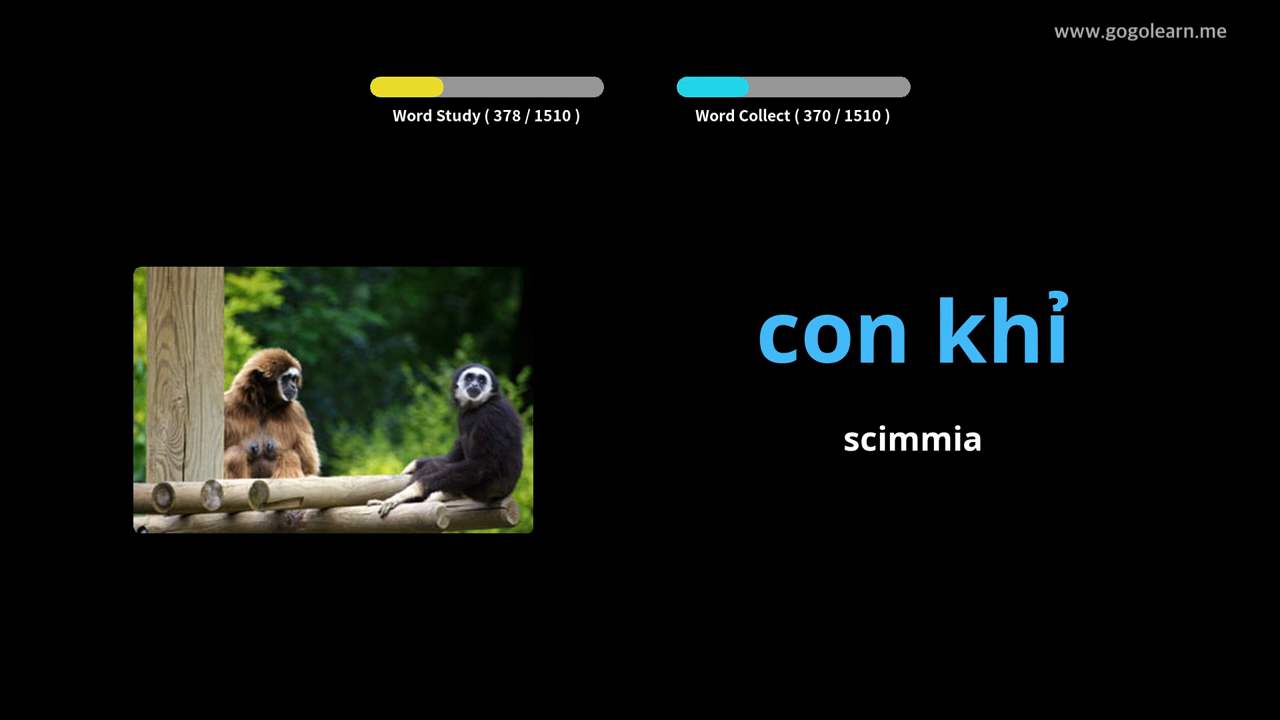 www.gogolearn.me
Word Study ( 378 / 1510 )
Word Collect ( 370 / 1510 )
con khỉ
scimmia